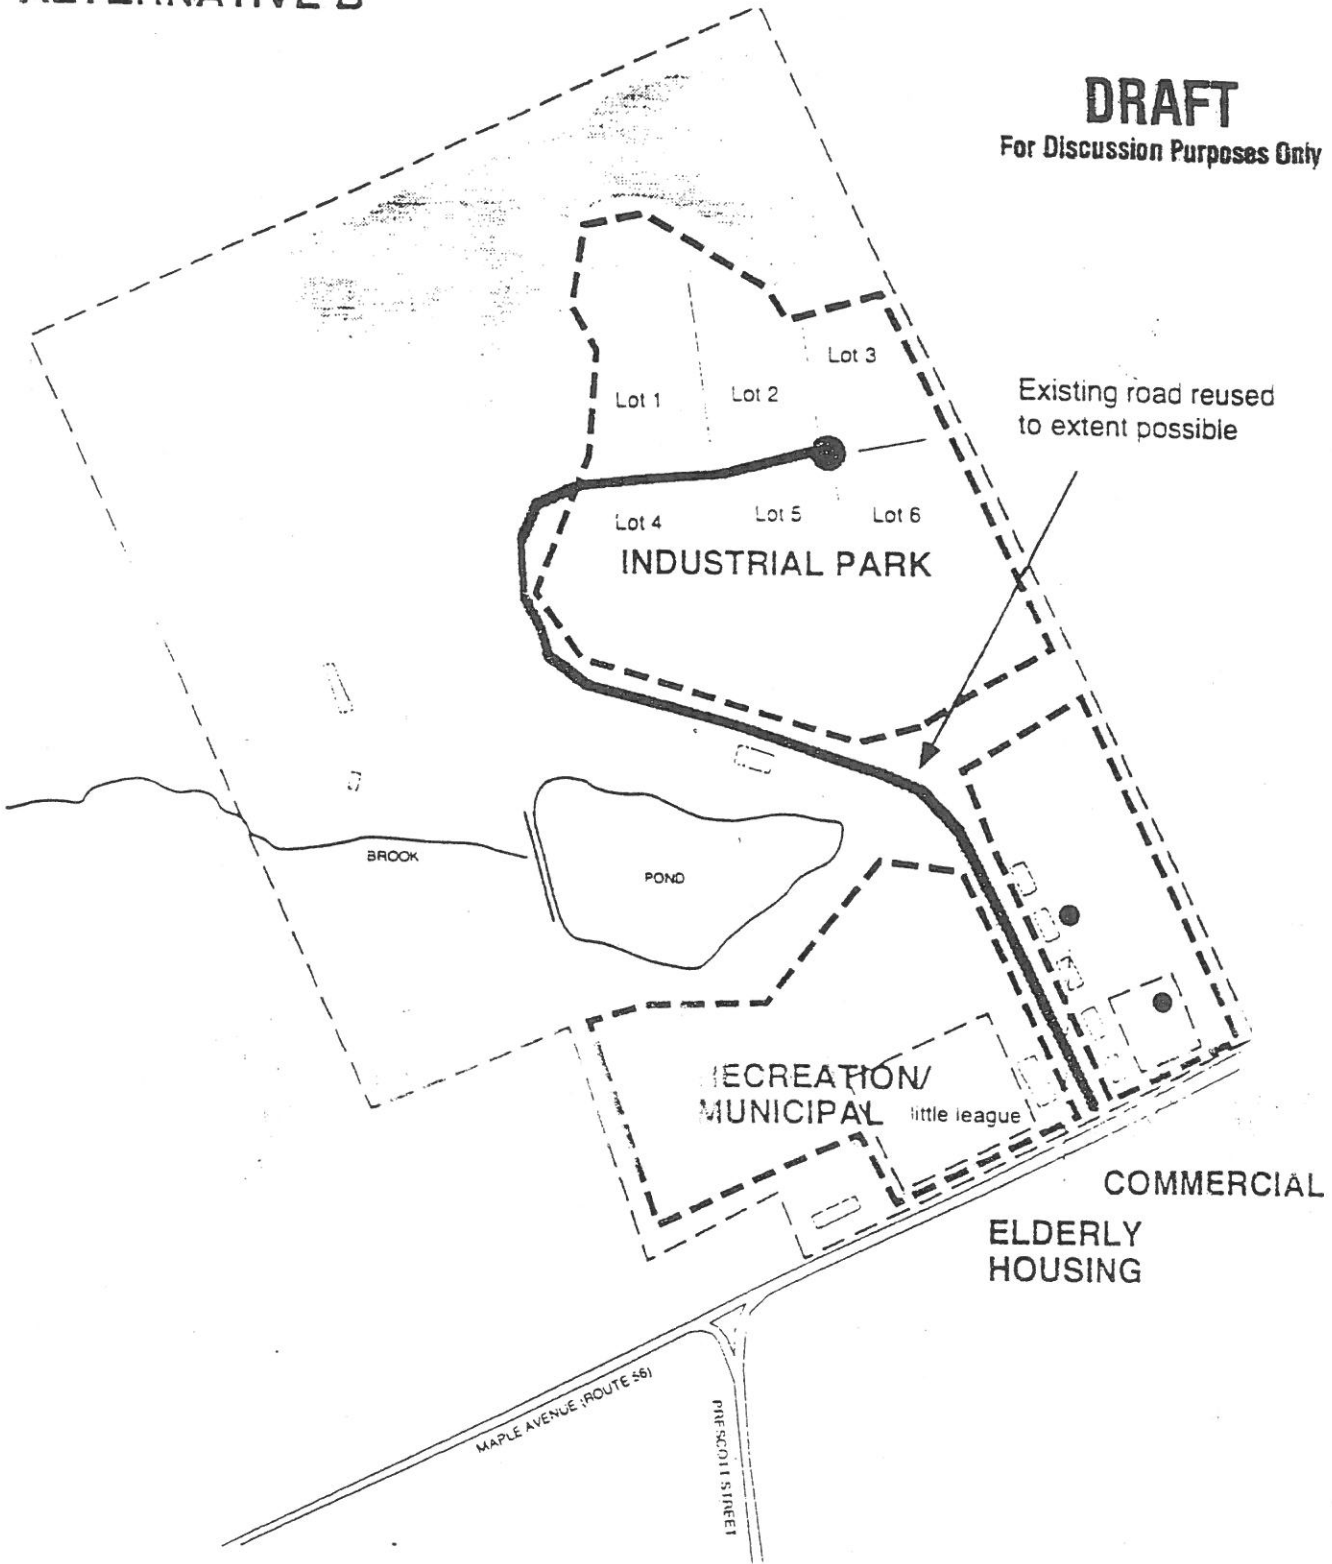 ALTERNATIVE B
DRAFT
For Discussion Purposes Only
Lot 3
Lot 1
Lot 2
Existing road reused
to extent possible
Lot 4
Lot 5
Lot 6
INDUSTRIAL PARK
BROOK
POND
RECREATION/
MUNICIPAL
little league
COMMERCIAL
ELDERLY
HOUSING
MAPLE AVENUE (ROUTE 56)
PRESCOTT STREET